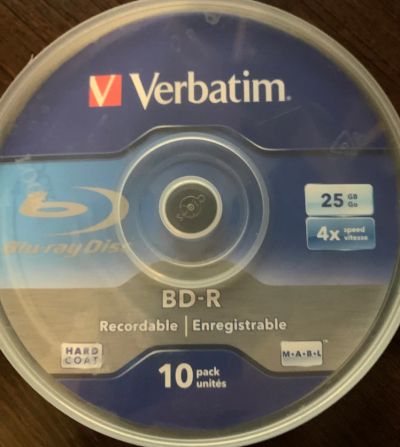 Verbatim.
25 GB
Go
4x speed
vitesse
Blu-ray Disc
BD-R
Recordable | Enregistrable
HARD
COAT
M•A•B•L
10 pack
unités